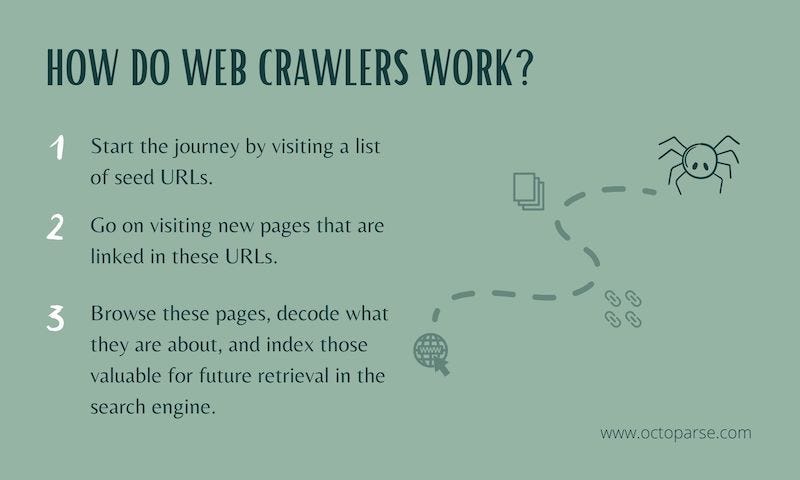 HOW DO WEB CRAWLERS WORK?
1 Start the journey by visiting a list
of seed URLs.
2 Go on visiting new pages that are
linked in these URLs.
3 Browse these pages, decode what
they are about, and index those
valuable for future retrieval in the
search engine.
WWW
www.octoparse.com